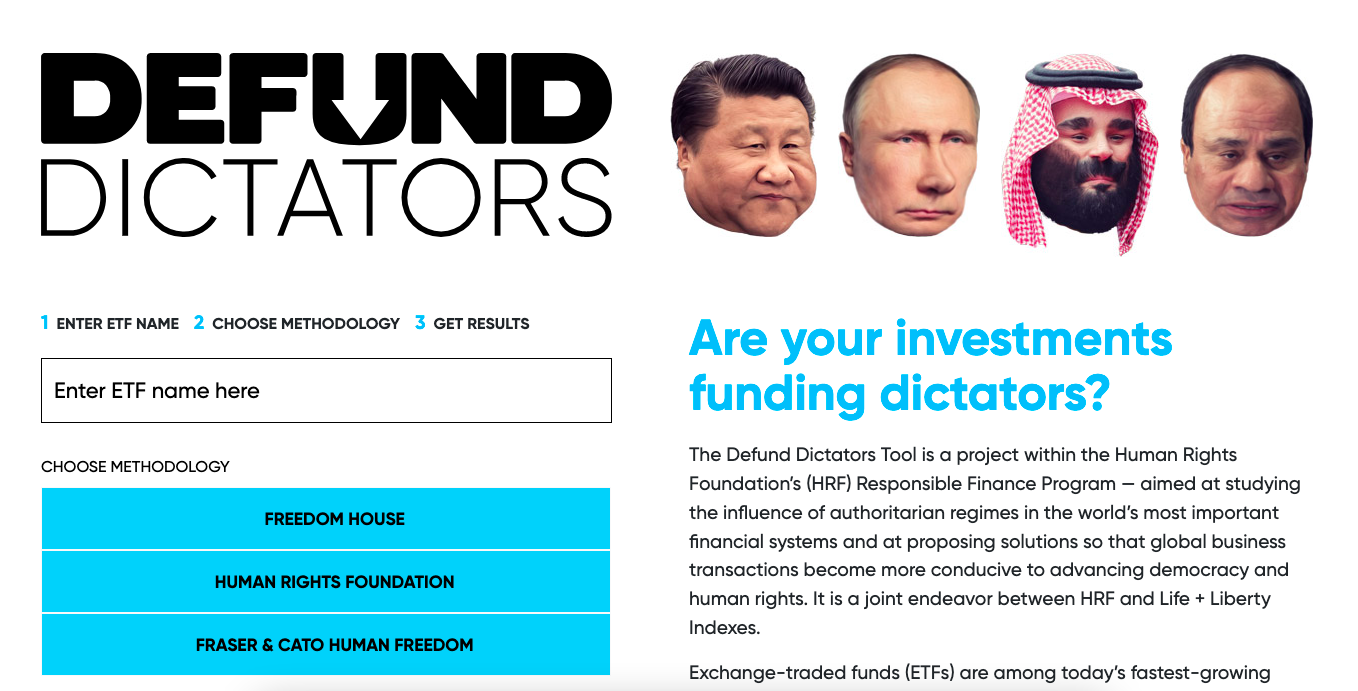 DEFUND
DICTATORS
1 ENTER ETF NAME 2 CHOOSE METHODOLOGY 3 GET RESULTS
Enter ETF name here
CHOOSE METHODOLOGY
FREEDOM HOUSE
HUMAN RIGHTS FOUNDATION
FRASER & CATO HUMAN FREEDOM
Are your investments
funding dictators?
The Defund Dictators Tool is a project within the Human Rights
Foundation’s (HRF) Responsible Finance Program — aimed at studying
the influence of authoritarian regimes in the world’s most important
financial systems and at proposing solutions so that global business
transactions become more conducive to advancing democracy and
human rights. It is a joint endeavor between HRF and Life + Liberty
Indexes.
Exchange-traded funds (ETFs) are among today’s fastest-growing